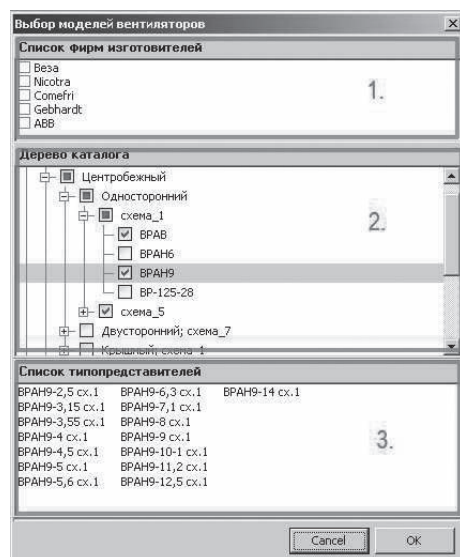 Выбор моделей вентиляторов
Список фирм изготовителей
Веза
Nicotra
Comefri
Gebhardt
ABB
1.
Дерево каталога
Центробежный
Односторонний
схема_1
ВРАВ
ВРАН6
ВРАН9
ВР-125-28
схема_5
Двусторонний; схема_7
Крышный; схема_1
2.
Список типопредставителей
ВРАН9-2,5 сх.1 ВРАН9-6,3 сх.1 ВРАН9-14 сх.1
ВРАН9-3,15 сх.1 ВРАН9-7,1 сх.1
ВРАН9-3,55 сх.1 ВРАН9-8 сх.1
ВРАН9-4 сх.1 ВРАН9-9 сх.1
ВРАН9-4,5 сх.1 ВРАН9-10-1 сх.1
ВРАН9-5 сх.1 ВРАН9-11,2 сх.1
ВРАН9-5,6 сх.1 ВРАН9-12,5 сх.1
3.
Cancel OK